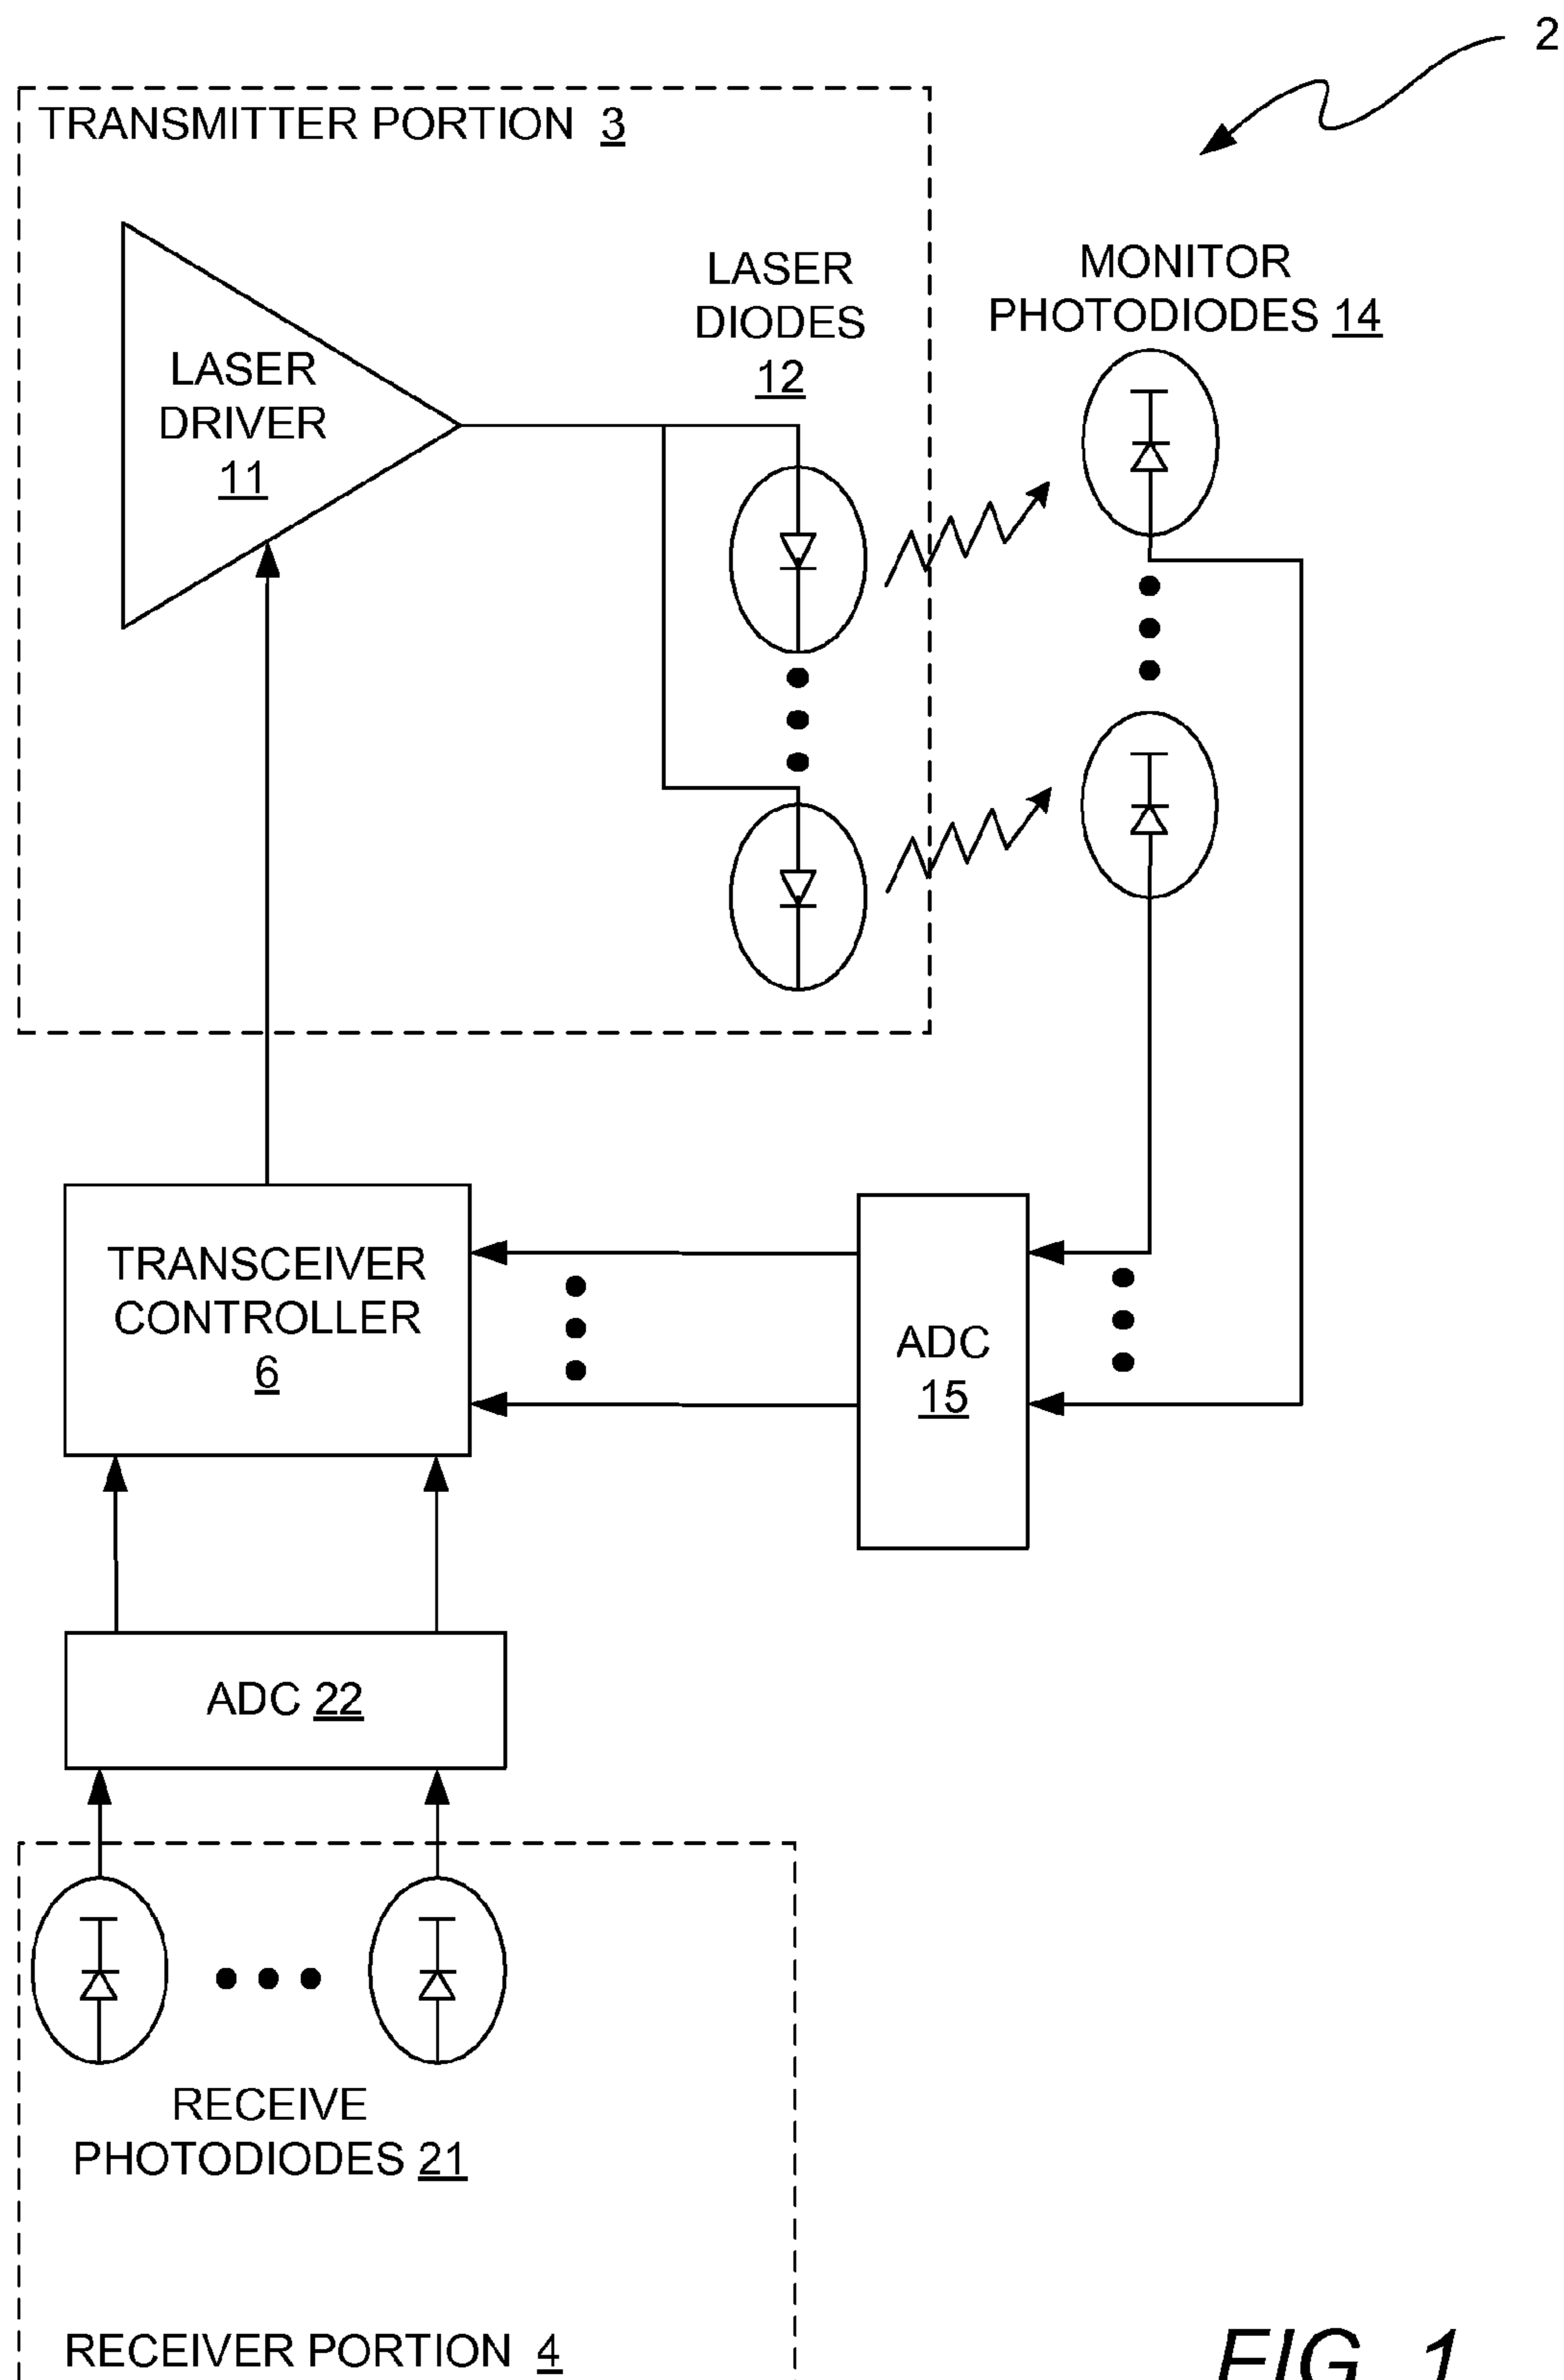 2
TRANSMITTER PORTION 3
LASER
DRIVER
11
LASER
DIODES
12
MONITOR
PHOTODIODES 14
TRANSCEIVER
CONTROLLER
6
ADC
15
ADC 22
RECEIVE
PHOTODIODES 21
RECEIVER PORTION 4
FIG. 1